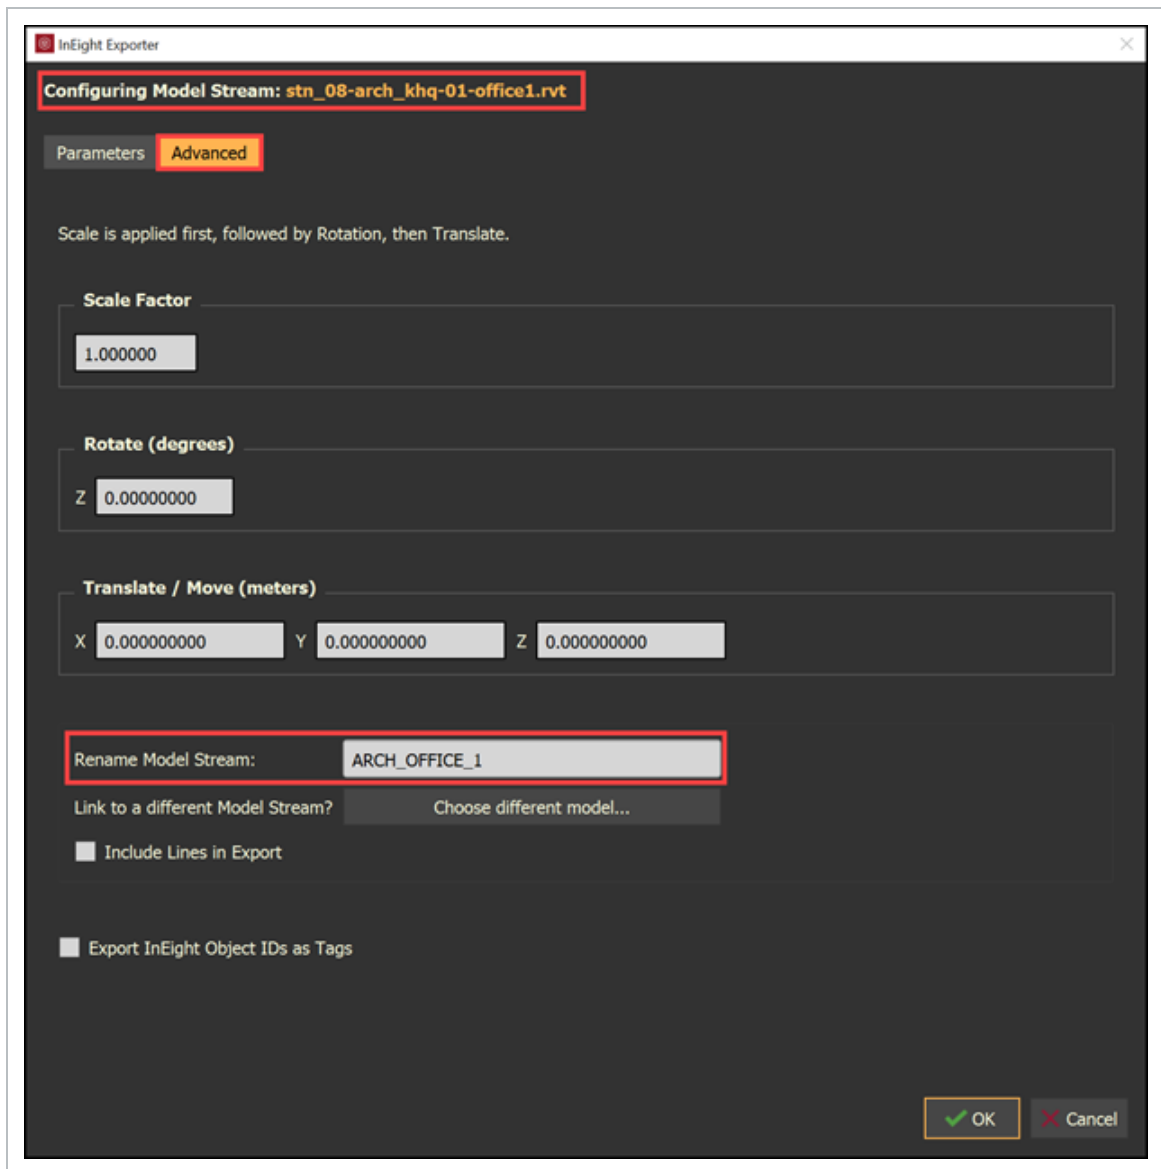 InEight Exporter
Configuring Model Stream: stn_08-arch_khq-01-office1.rvt
Parameters Advanced
Scale is applied first, followed by Rotation, then Translate.
Scale Factor
1.000000
Rotate (degrees)
Z 0.00000000
Translate / Move (meters)
X 0.000000000 Y 0.000000000 Z 0.000000000
Rename Model Stream: ARCH_OFFICE_1
Link to a different Model Stream? Choose different model...
Include Lines in Export
Export InEight Object IDs as Tags
OK Cancel